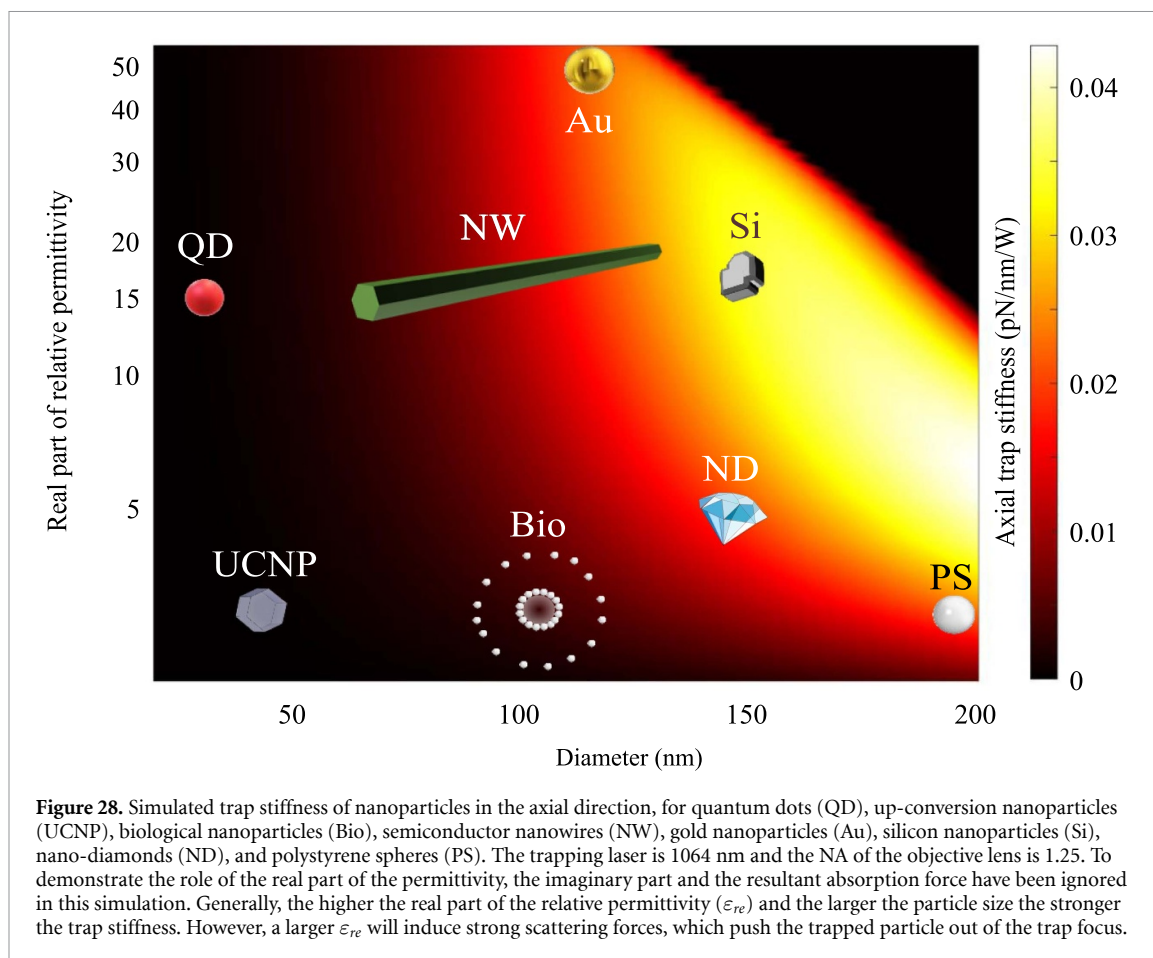 50
40
30
20
15
10
5
Real part of relative permittivity
Au
QD
NW
Si
ND
Bio
UCNP
PS
50
100
150
200
Diameter (nm)
0.04
0.03
0.02
0.01
0
Axial trap stiffness (pN/nm/W)
Figure 28. Simulated trap stiffness of nanoparticles in the axial direction, for quantum dots (QD), up-conversion nanoparticles
(UCNP), biological nanoparticles (Bio), semiconductor nanowires (NW), gold nanoparticles (Au), silicon nanoparticles (Si),
nano-diamonds (ND), and polystyrene spheres (PS). The trapping laser is 1064 nm and the NA of the objective lens is 1.25. To
demonstrate the role of the real part of the permittivity, the imaginary part and the resultant absorption force have been ignored
in this simulation. Generally, the higher the real part of the relative permittivity (εre) and the larger the particle size the stronger
the trap stiffness. However, a larger εre will induce strong scattering forces, which push the trapped particle out of the trap focus.